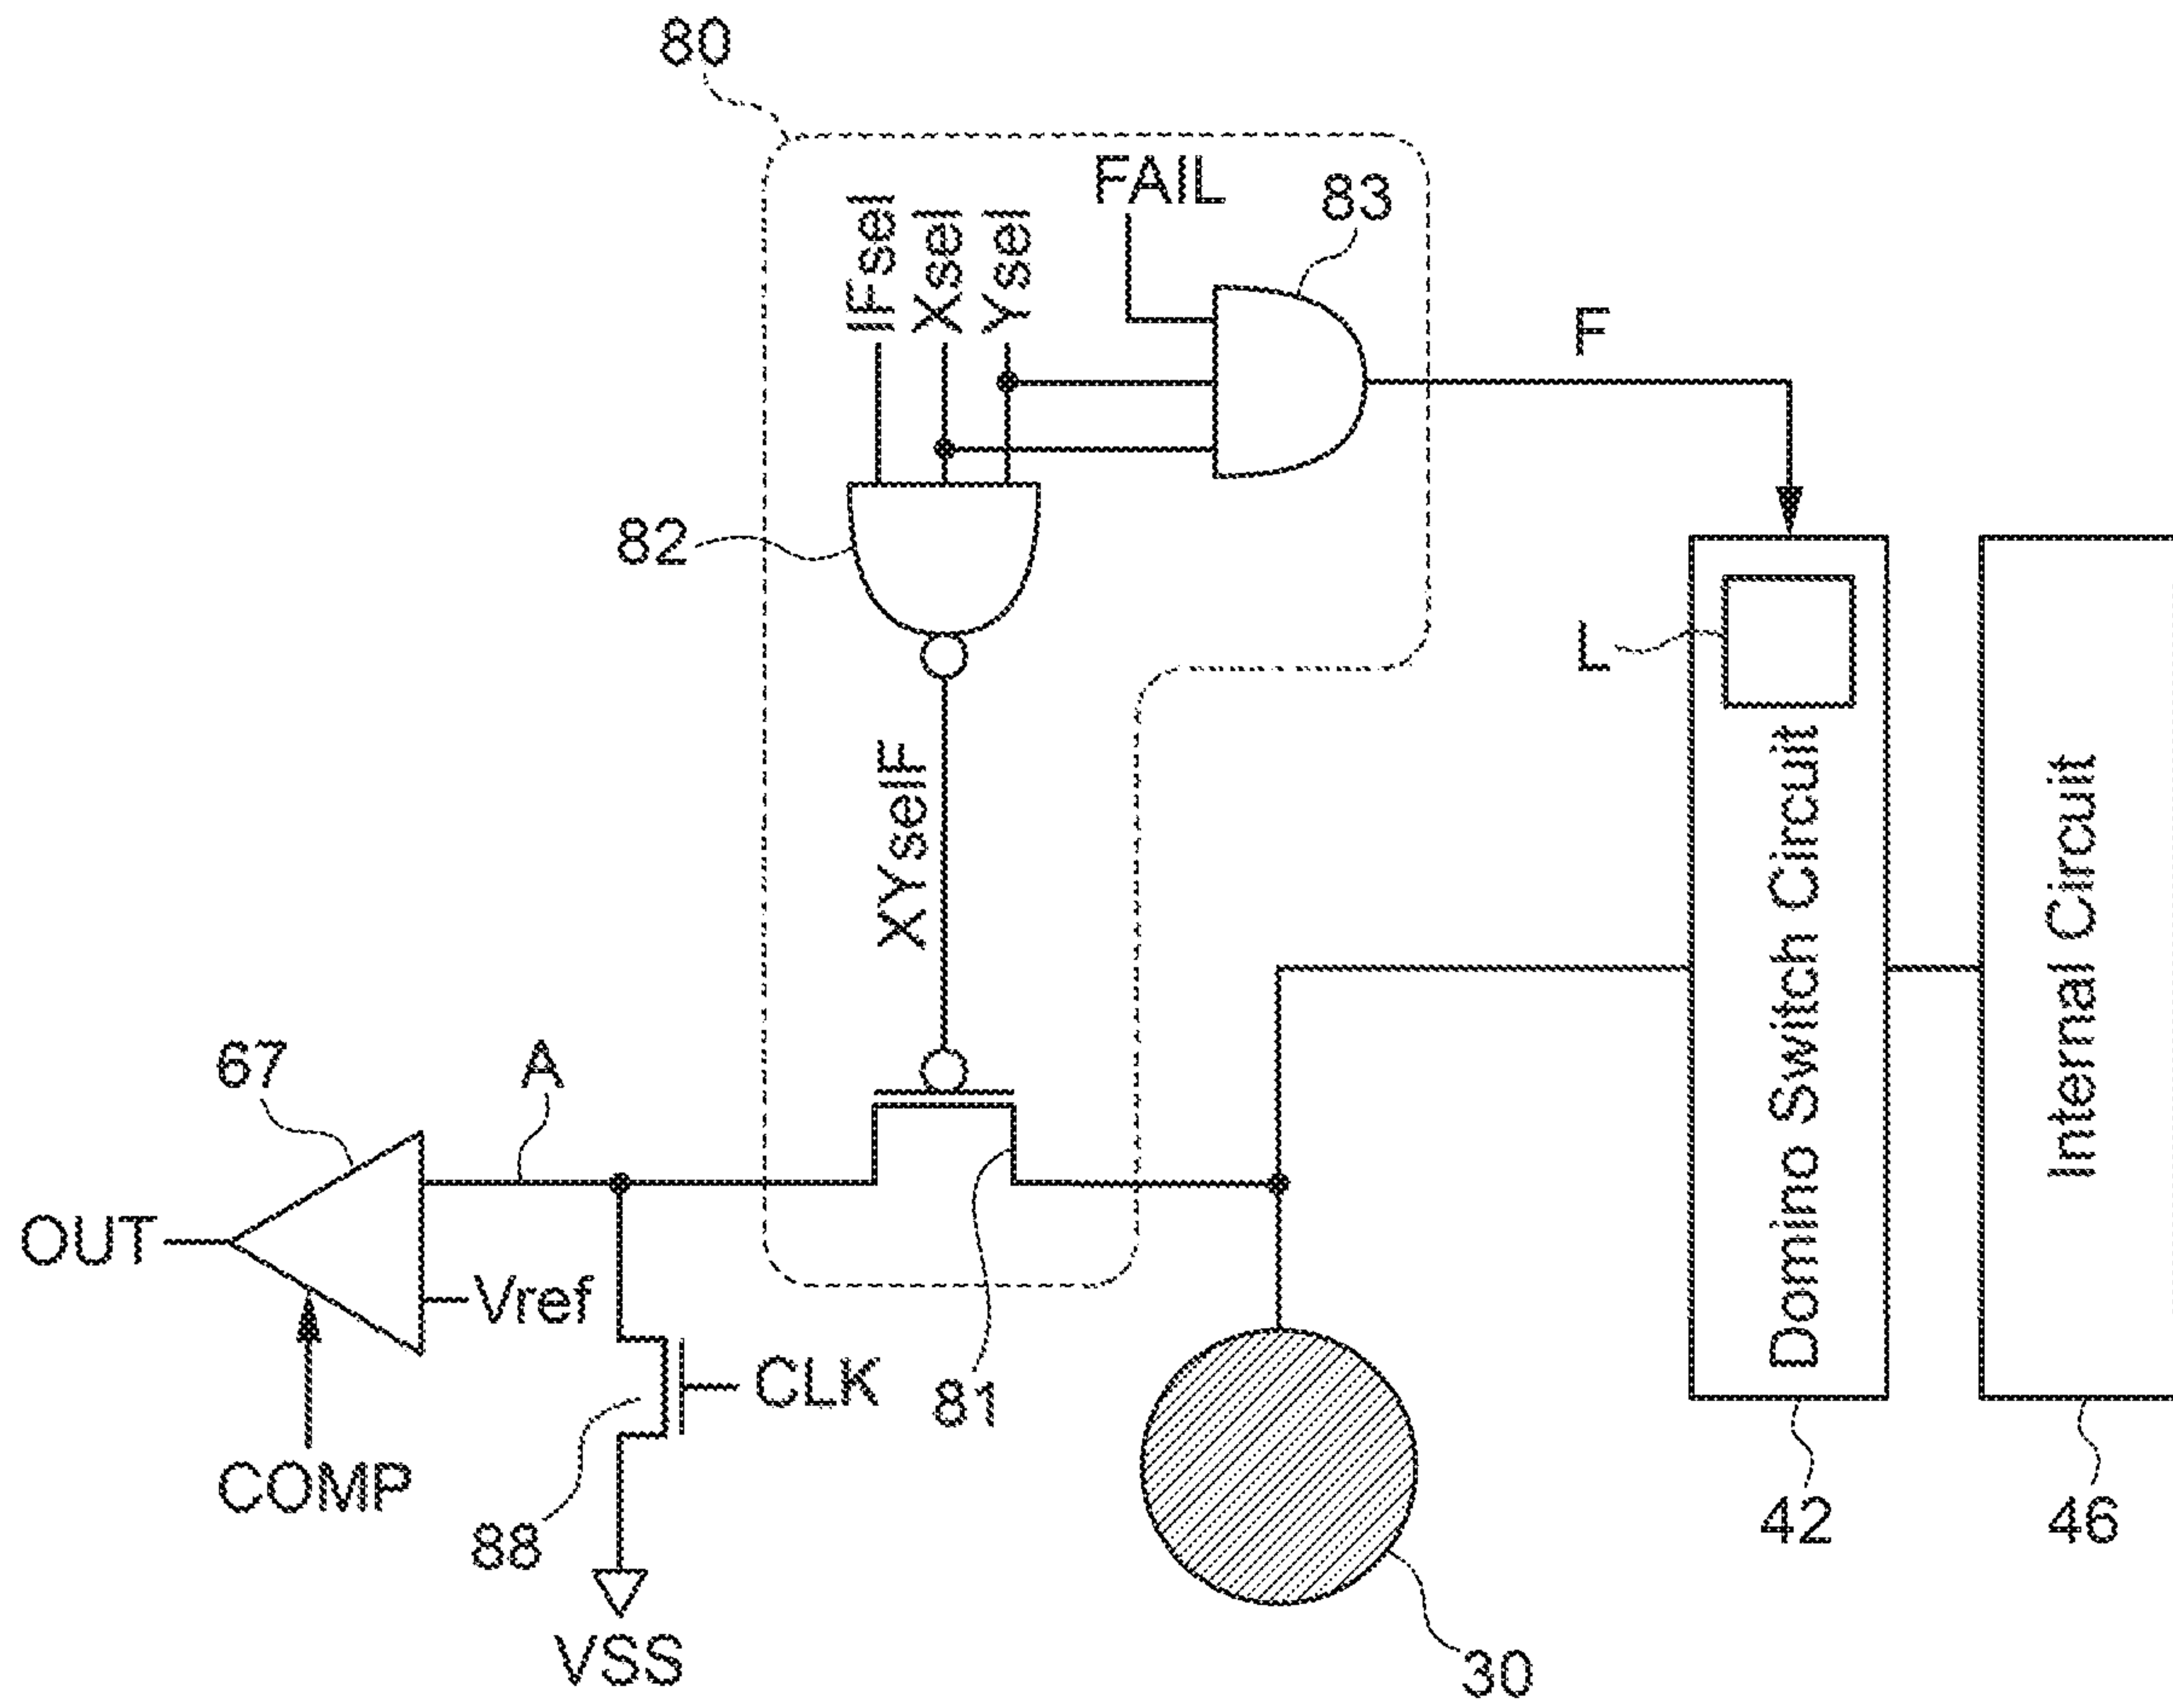 80
FAIL
83
IFsel
Xsel
Ysel
F
82
L
XYselF
Domino Switch Circuit
Internal Circuit
67
A
OUT
Vref
CLK
81
COMP
88
42
46
VSS
30